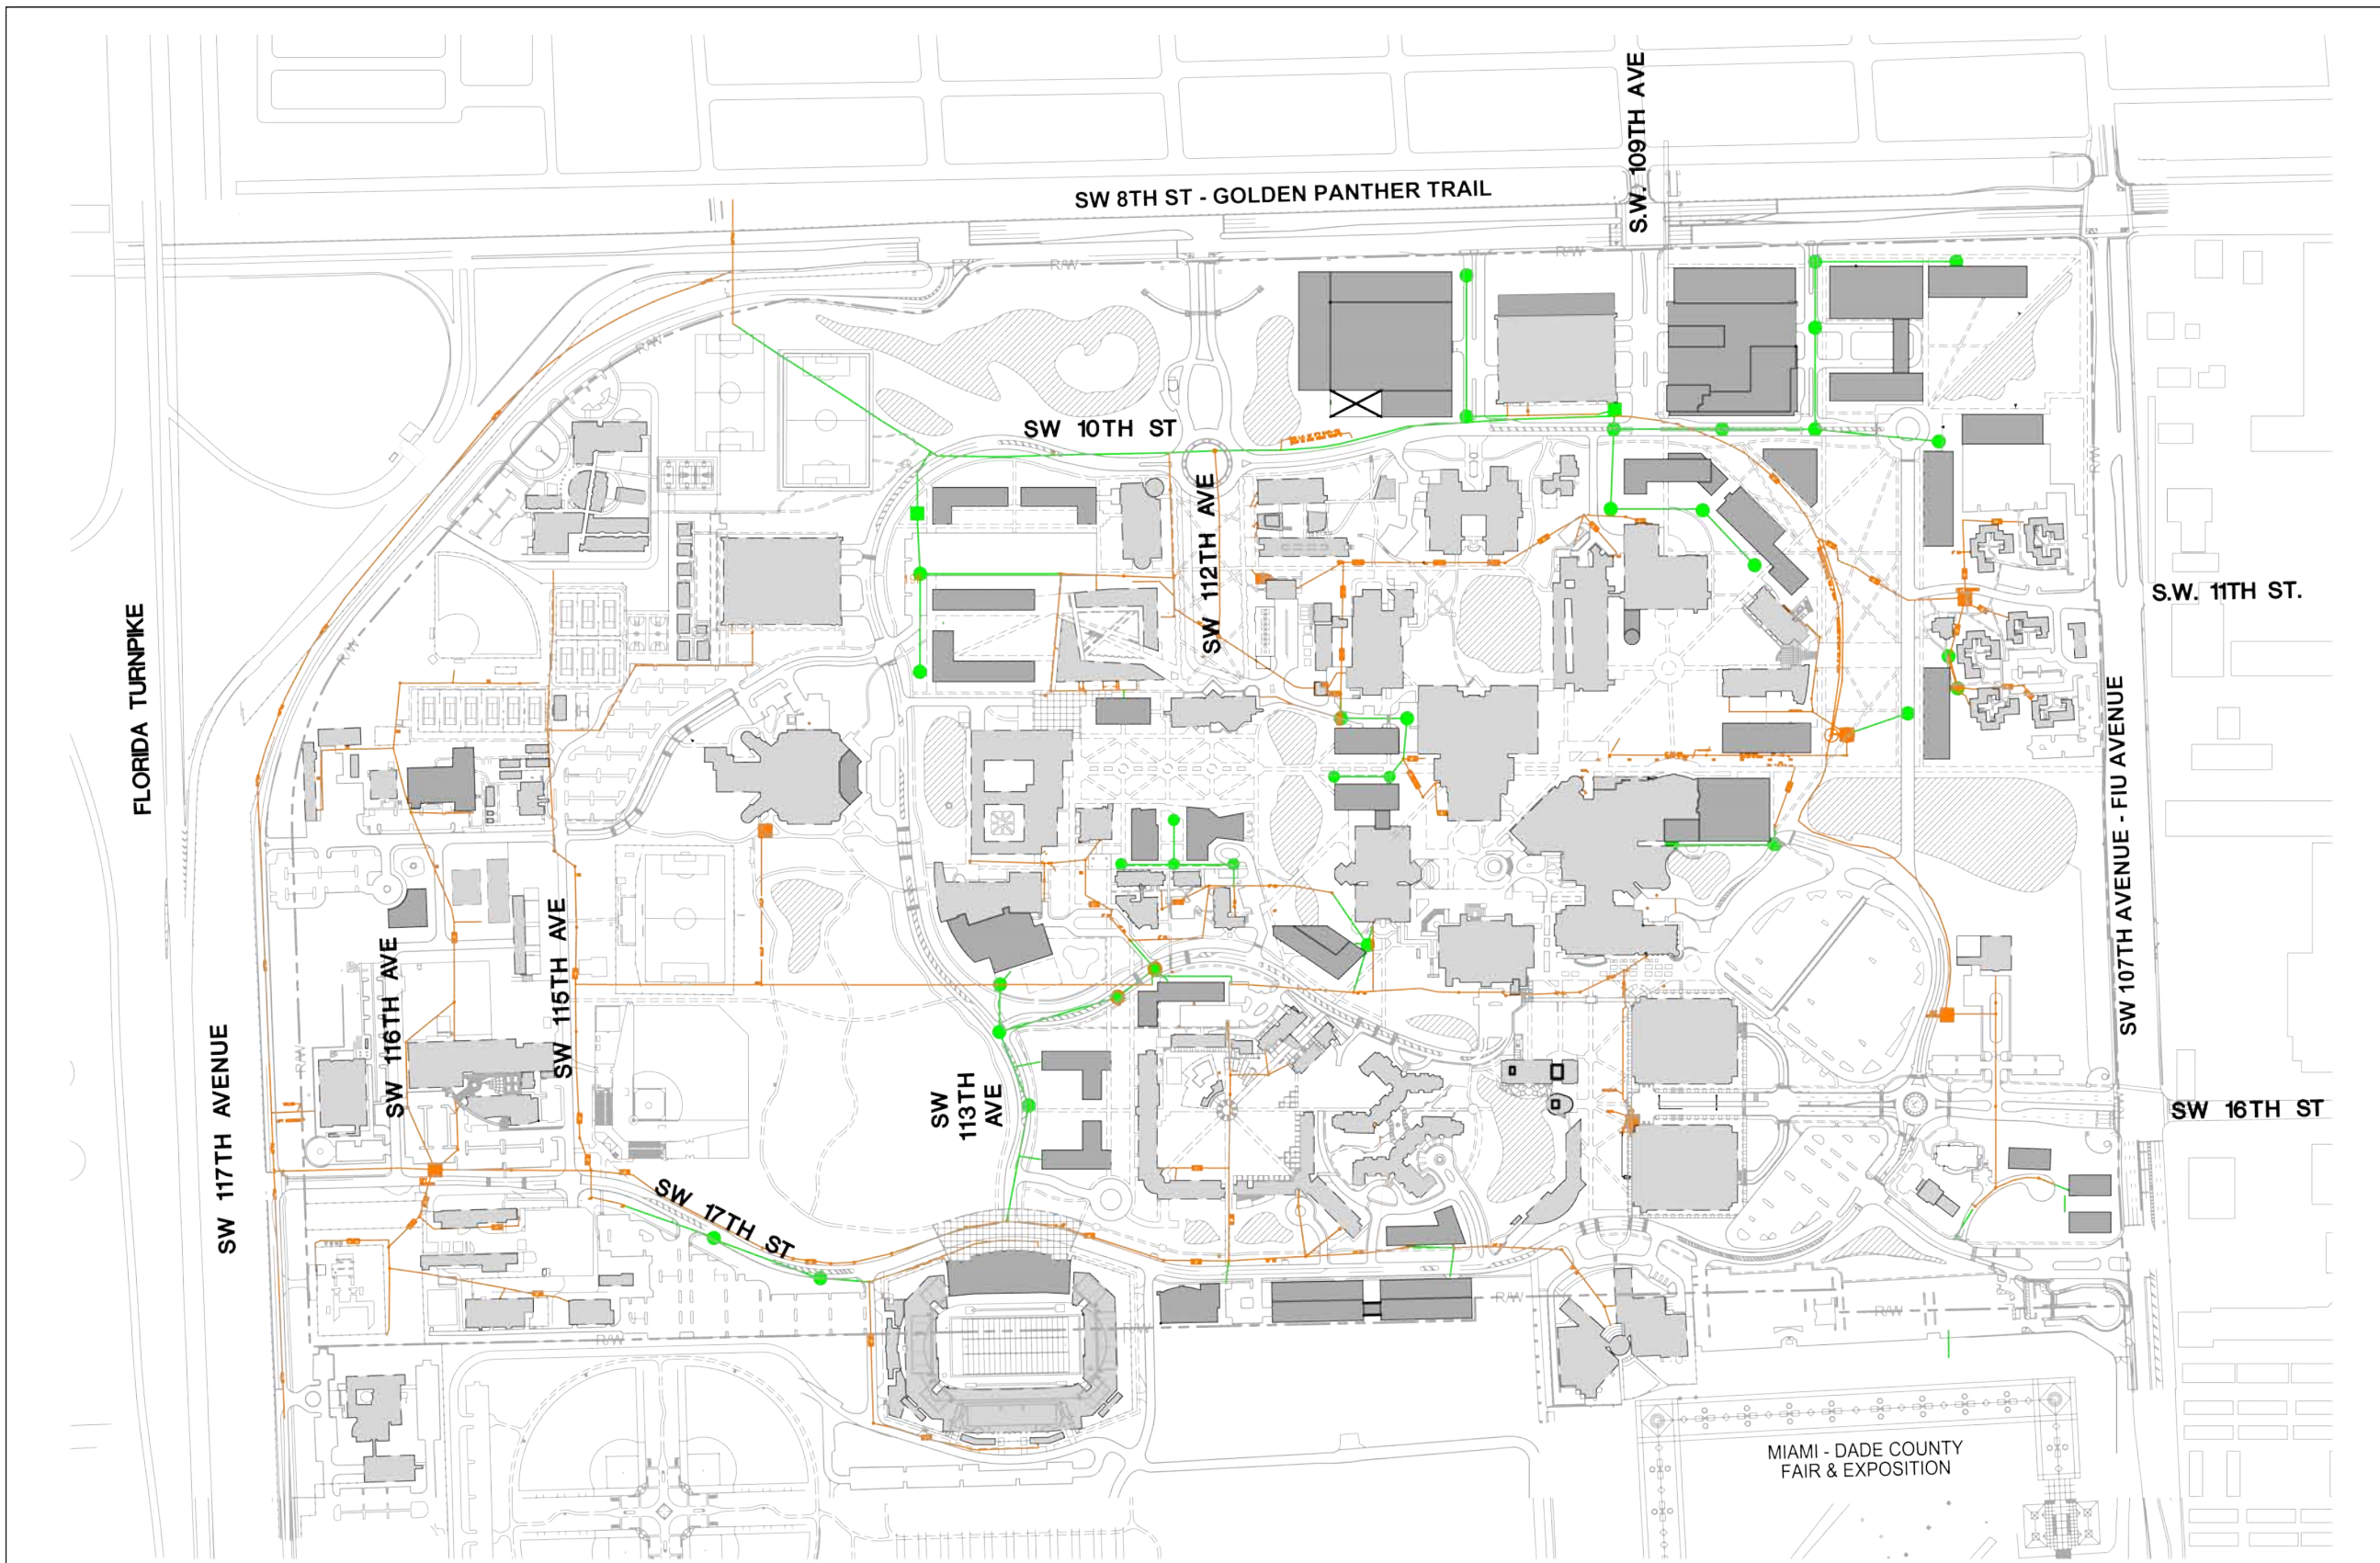 S.W. 109TH AVE
SW 8TH ST - GOLDEN PANTHER TRAIL
R/W
R/W
R/W
SW 10TH ST
R/W
SW 112TH AVE
S.W. 11TH ST.
FLORIDA TURNPIKE
R/W
SW 107TH AVENUE - FIU AVENUE
SW 115TH AVE
SW 116TH AVE
R/W
SW 117TH AVENUE
SW
113TH
AVE
SW 16TH ST
SW 17TH ST
R/W
R/W
R/W
R/W
MIAMI - DADE COUNTY
FAIR & EXPOSITION